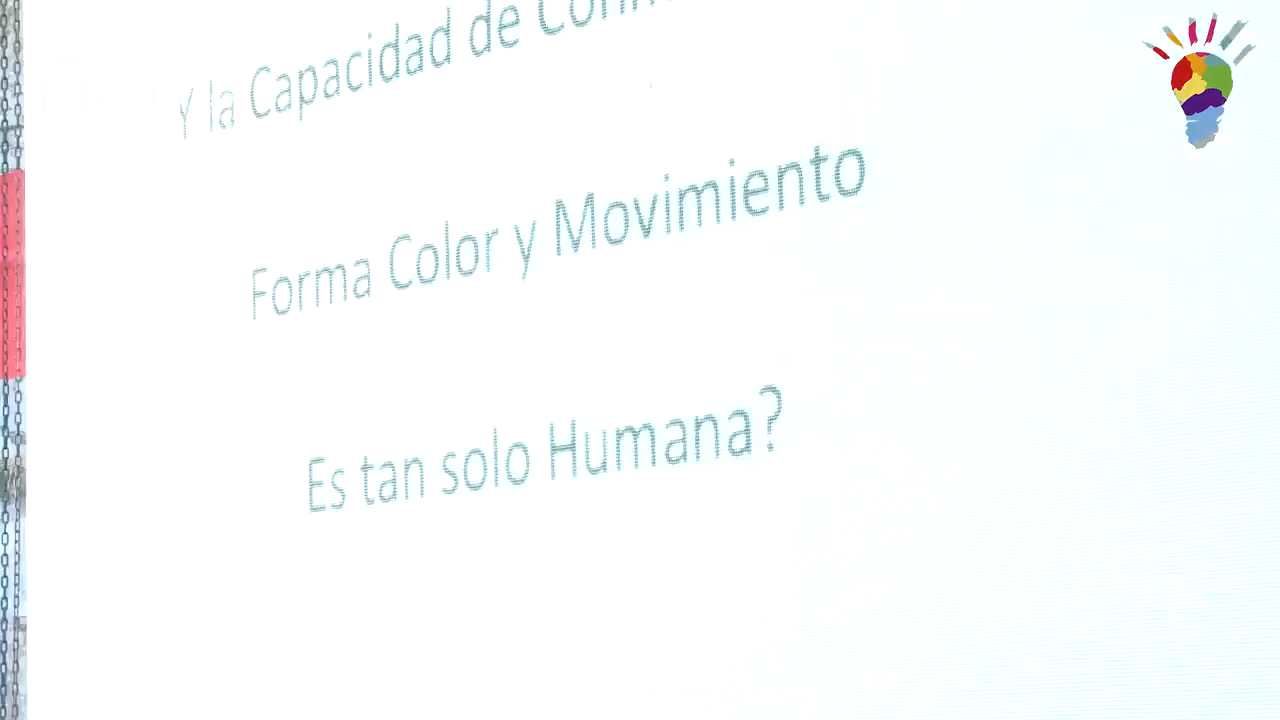 Y la Capacidad de
Forma Color y Movimiento
Es tan solo Humana?